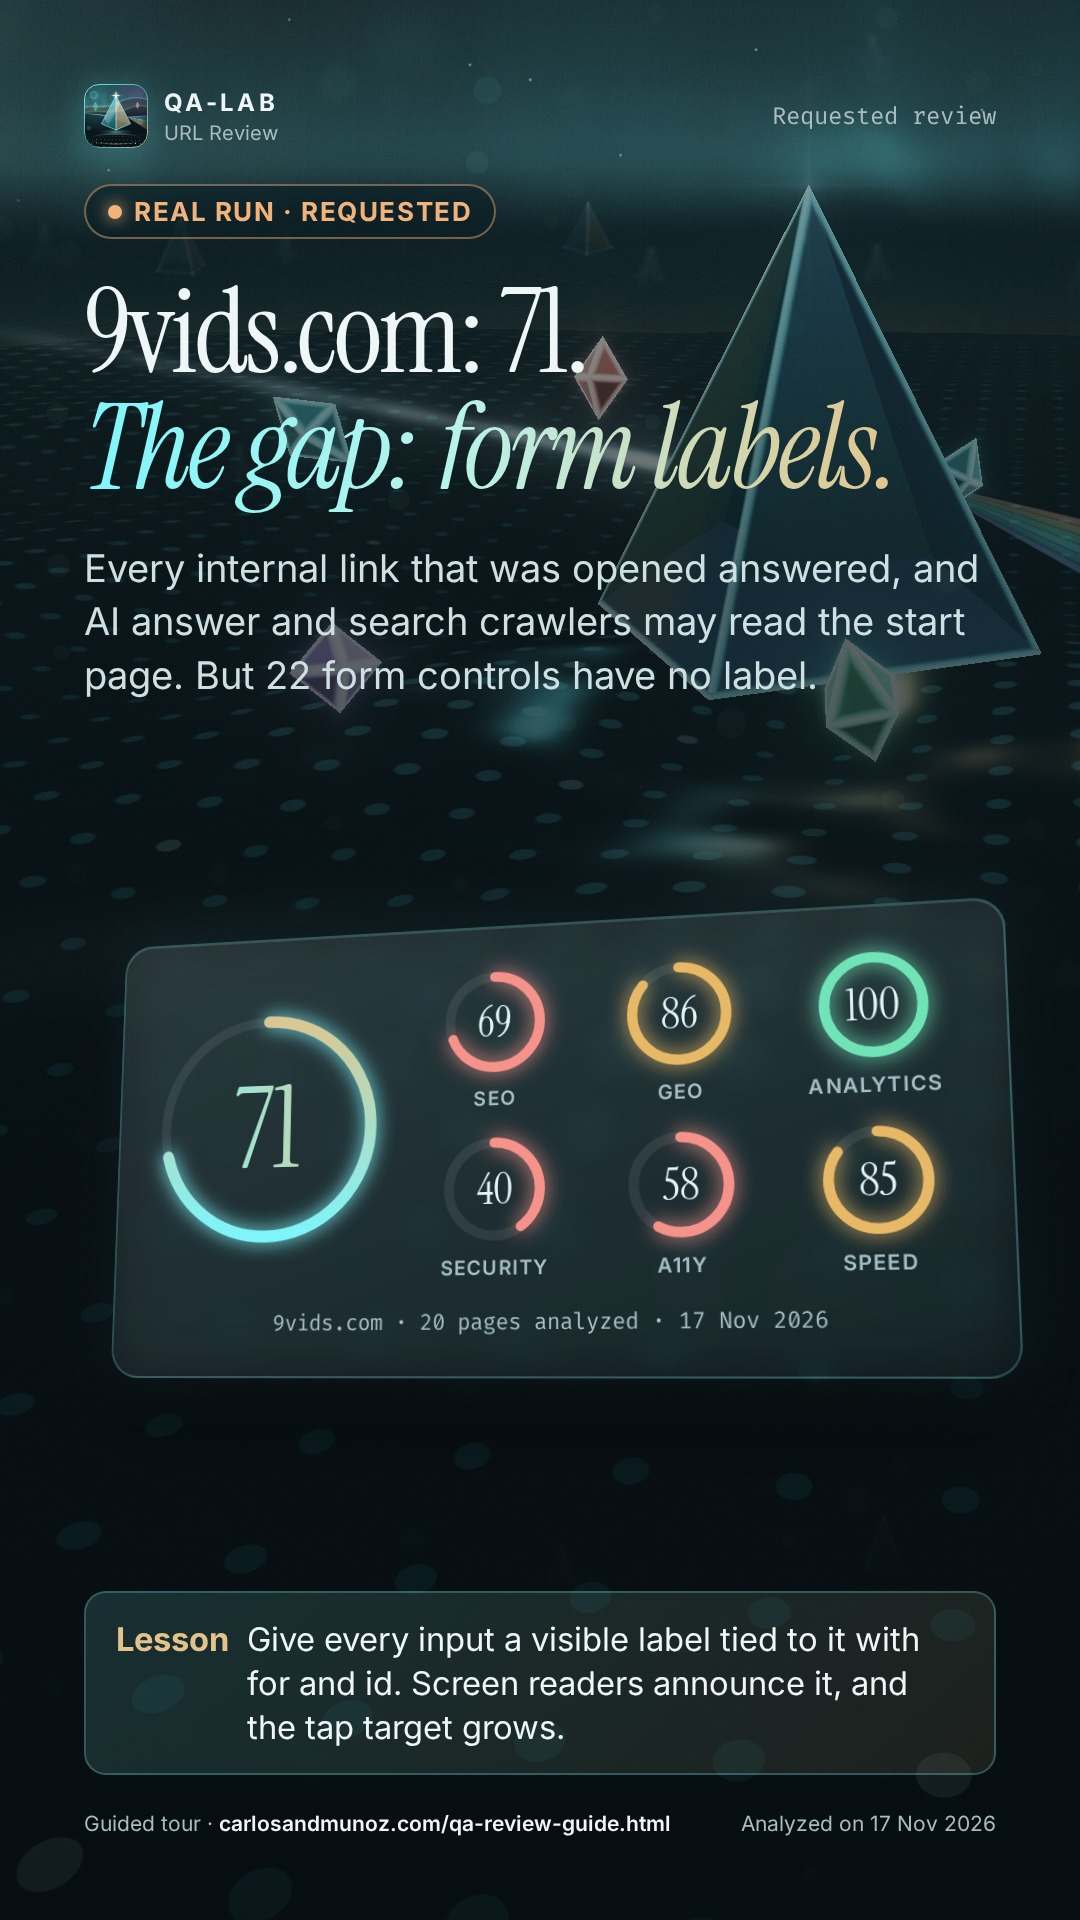 QA-LAB
URL Review
Requested review
REAL RUN · REQUESTED
9vids.com: 71.
The gap: form labels.
Every internal link that was opened answered, and
AI answer and search crawlers may read the start
page. But 22 form controls have no label.
71
69
SEO
86
GEO
100
ANALYTICS
40
SECURITY
58
A11Y
85
SPEED
9vids.com · 20 pages analyzed · 17 Nov 2026
Lesson Give every input a visible label tied to it with
for and id. Screen readers announce it, and
the tap target grows.
Guided tour · carlosandmunoz.com/qa-review-guide.html
Analyzed on 17 Nov 2026